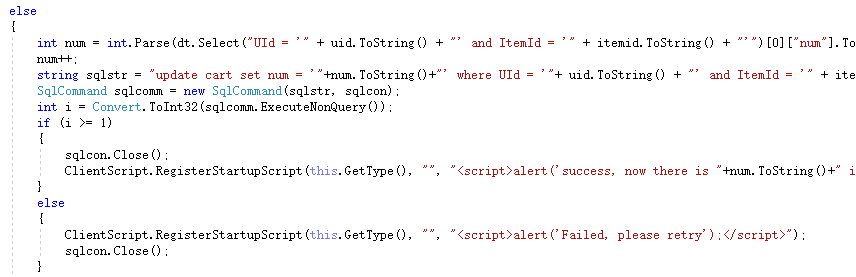 else
{
int num = int.Parse(dt.Select("UId = '" + uid.ToString() + "' and ItemId = '" + itemid.ToString() + "'")[0]["num"].To
num++;
string sqlstr = "update cart set num = '"+num.ToString()+"' where UId = '"+ uid.ToString() + "' and ItemId = '" + ite
SqlCommand sqlcomm = new SqlCommand(sqlstr, sqlcon);
int i = Convert.ToInt32(sqlcomm.ExecuteNonQuery());
if (i >= 1)
{
sqlcon.Close();
ClientScript.RegisterStartupScript(this.GetType(), "", "<script>alert('success, now there is "+num.ToString()+" i
}
else
{
ClientScript.RegisterStartupScript(this.GetType(), "", "<script>alert('Failed, please retry');</script>");
sqlcon.Close();
}